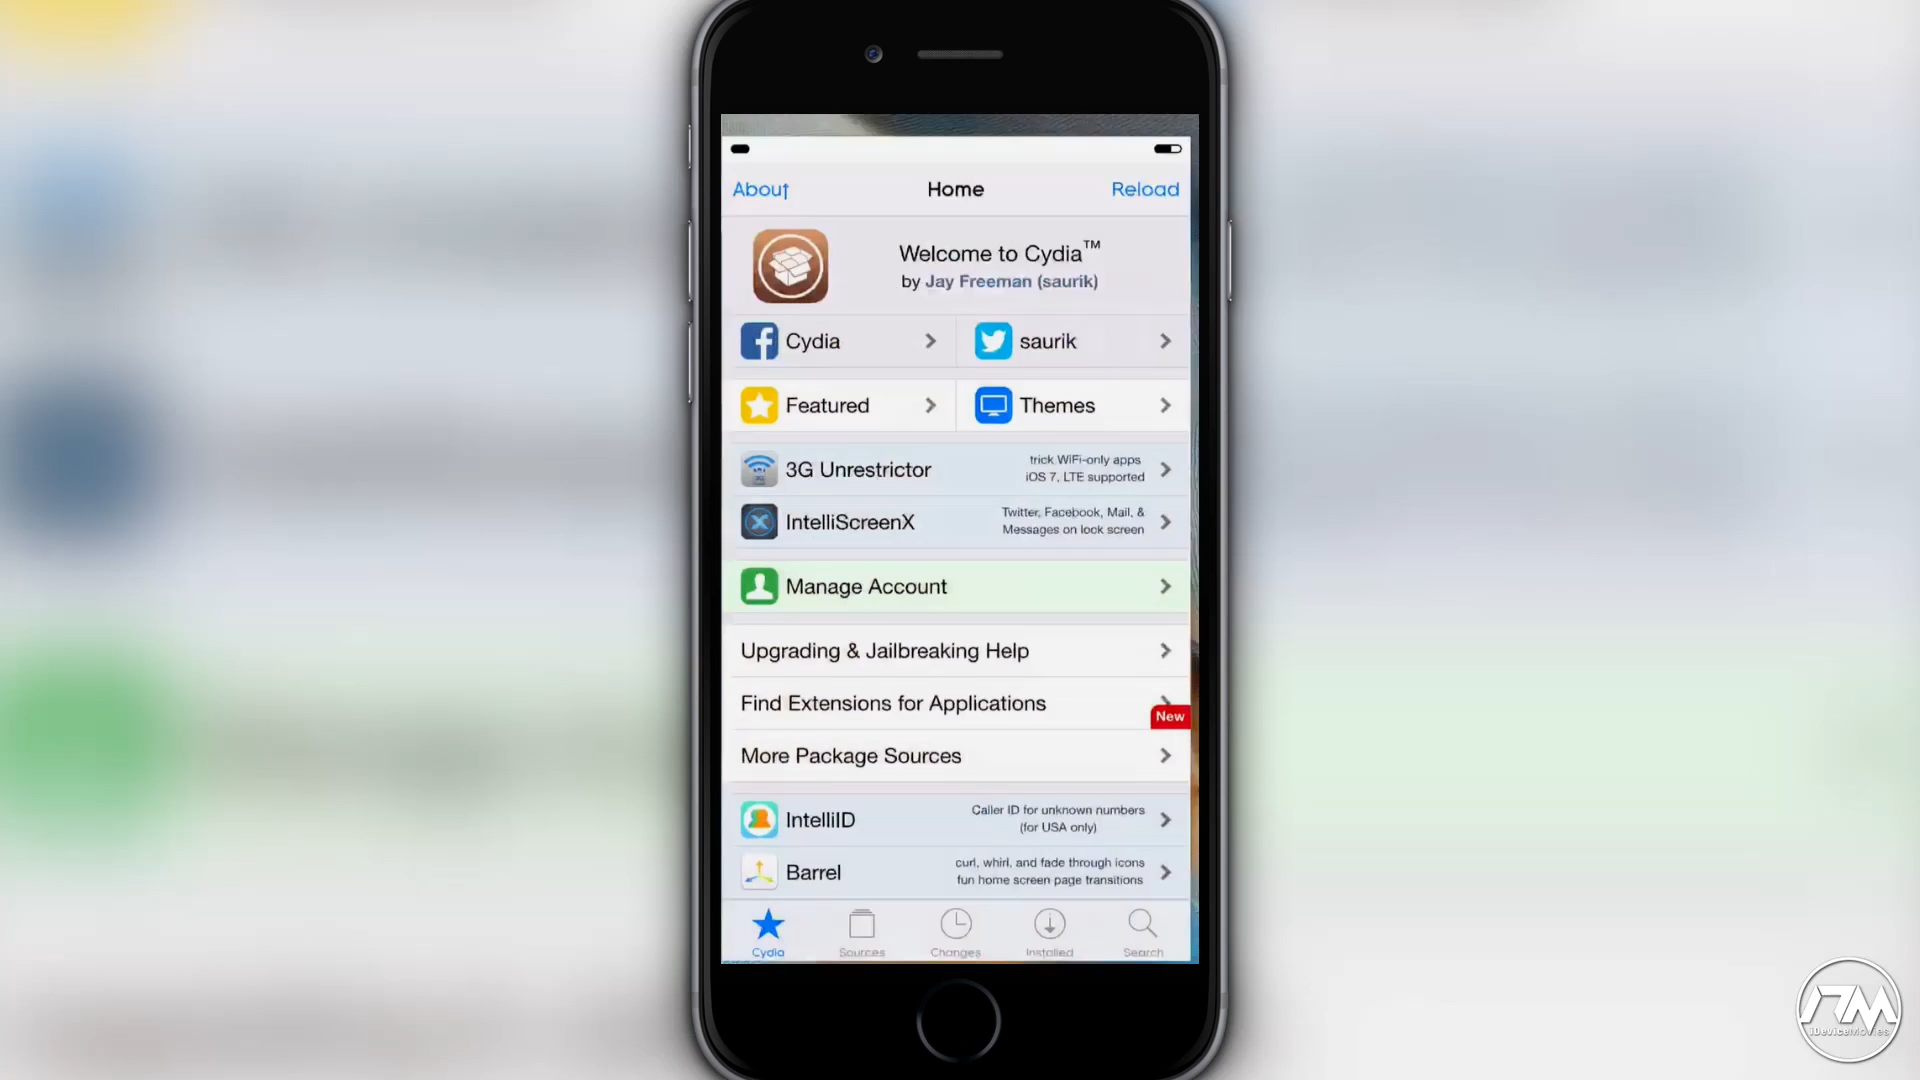 About Home Reload
Welcome to Cydia™
by Jay Freeman (saurik)
Cydia saurik
Featured Themes
3G Unrestrictor
trick WiFi-only apps
iOS 7, LTE supported
IntelliScreenX
Twitter, Facebook, Mail, &
Messages on lock screen
Manage Account
Upgrading & Jailbreaking Help
Find Extensions for Applications
New
More Package Sources
IntelliID
Caller ID for unknown numbers
(for USA only)
Barrel
curl, whirl, and fade through icons
fun home screen page transitions
Cydia Sources Changes Installed Search
iDeviceMovies